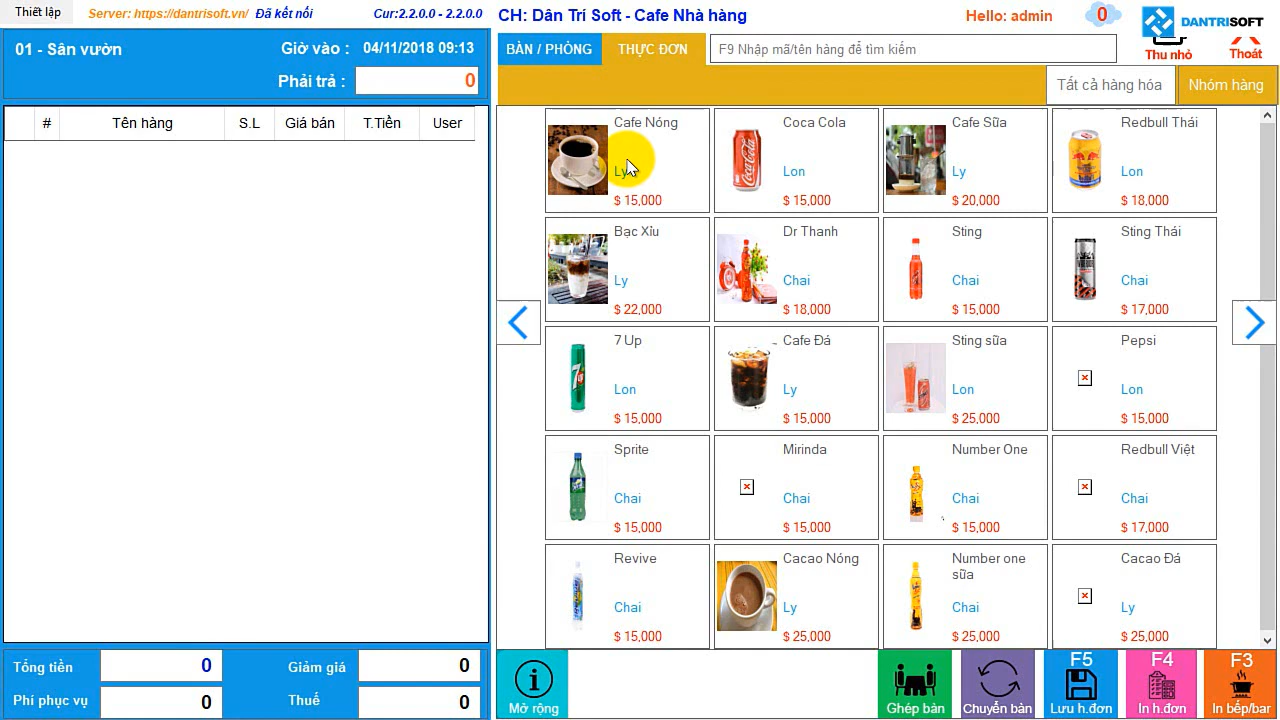 Thiết lập
Server: https://dantrisoft.vn/ Đã kết nối
Cur:2.2.0.0 - 2.2.0.0
CH: Dân Trí Soft - Cafe Nhà hàng
Hello: admin
0
DANTRISOFT
01 - Sân vườn
Giờ vào :
04/11/2018 09:13
Phải trả :
0
BÀN / PHÒNG
THỰC ĐƠN
F9 Nhập mã/tên hàng để tìm kiếm
Thu nhỏ
Thoát
Tất cả hàng hóa
Nhóm hàng
# Tên hàng S.L Giá bán T.Tiền User
Cafe Nóng
Ly
$ 15,000
Coca Cola
Lon
$ 15,000
Cafe Sữa
Ly
$ 20,000
Redbull Thái
Lon
$ 18,000
Bạc Xỉu
Ly
$ 22,000
Dr Thanh
Chai
$ 18,000
Sting
Chai
$ 15,000
Sting Thái
Chai
$ 17,000
7 Up
Lon
$ 15,000
Cafe Đá
Ly
$ 15,000
Sting sữa
Lon
$ 25,000
Pepsi
Lon
$ 15,000
Sprite
Chai
$ 15,000
Mirinda
Chai
$ 15,000
Number One
Chai
$ 15,000
Redbull Việt
Chai
$ 17,000
Revive
Chai
$ 15,000
Cacao Nóng
Ly
$ 25,000
Number one
sữa
Chai
$ 25,000
Cacao Đá
Ly
$ 25,000
Tổng tiền
0
Giảm giá
0
Phí phục vụ
0
Thuế
0
Mở rộng
Ghép bàn
Chuyển bàn
F5
Lưu h.đơn
F4
In h.đơn
F3
In bếp/bar